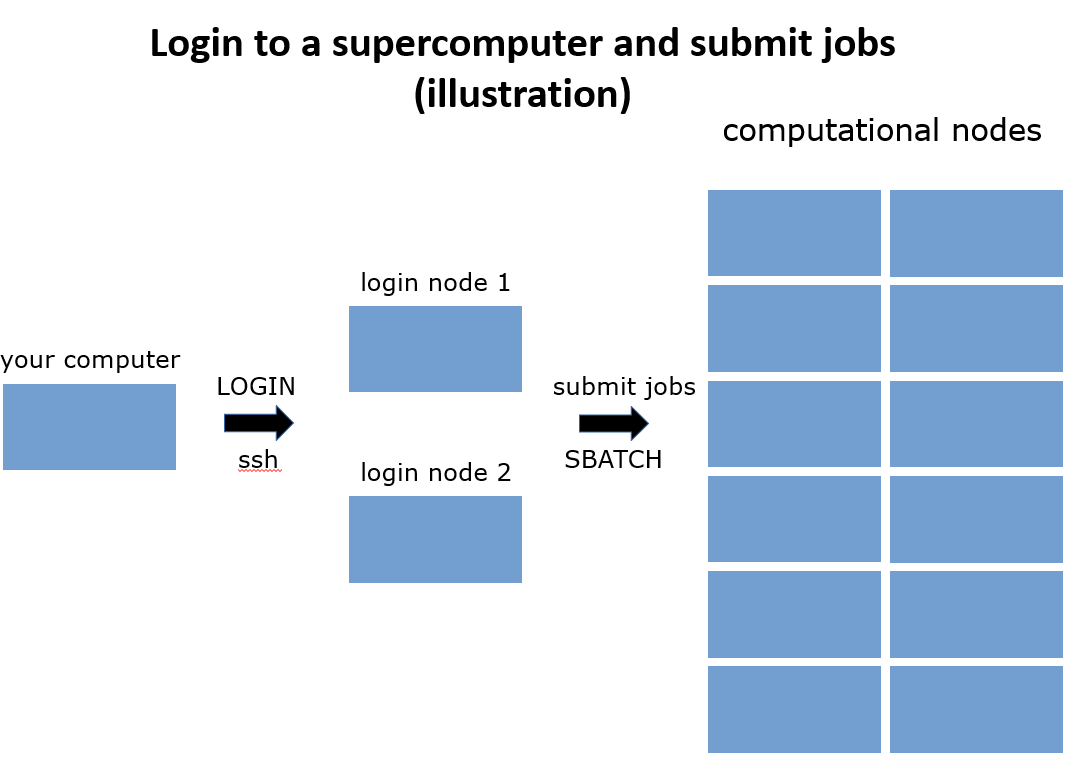 Login to a supercomputer and submit jobs
(illustration)
computational nodes
login node 1
your computer
LOGIN
ssh
submit jobs
SBATCH
login node 2